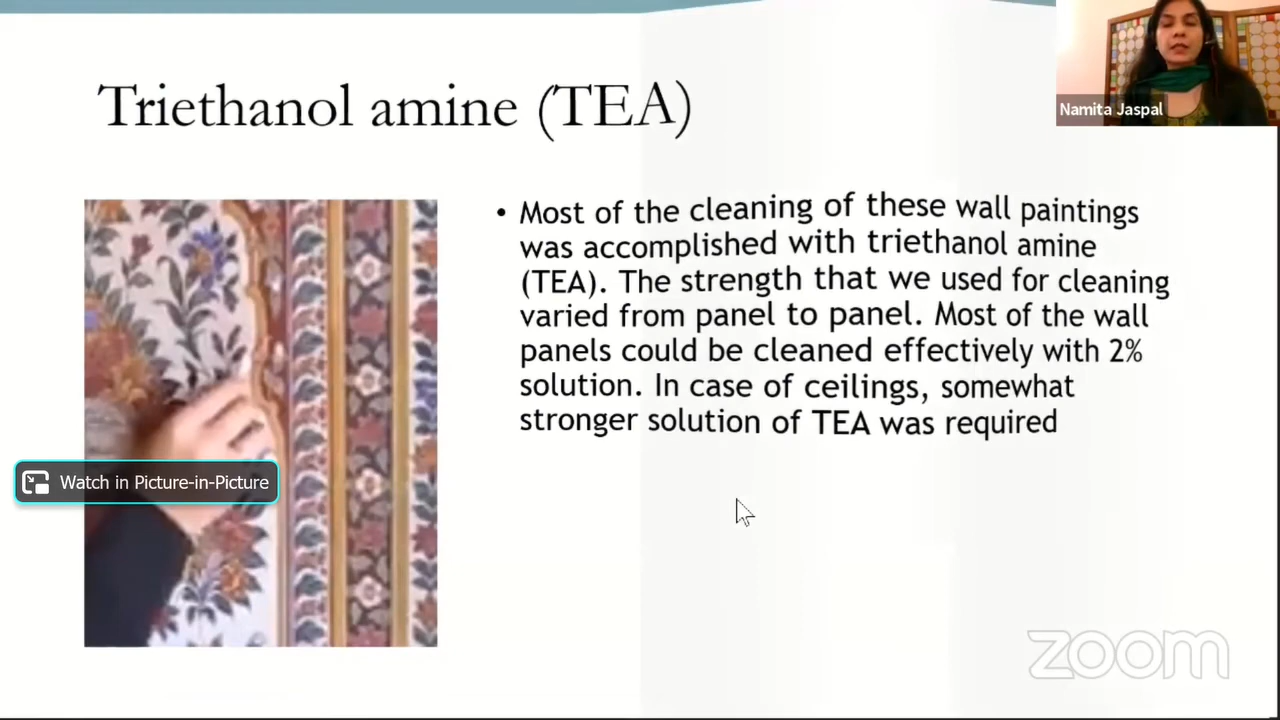 Triethanol amine (TEA)
Namita Jaspal
• Most of the cleaning of these wall paintings
was accomplished with triethanol amine
(TEA). The strength that we used for cleaning
varied from panel to panel. Most of the wall
panels could be cleaned effectively with 2%
solution. In case of ceilings, somewhat
stronger solution of TEA was required
Watch in Picture-in-Picture
zoom